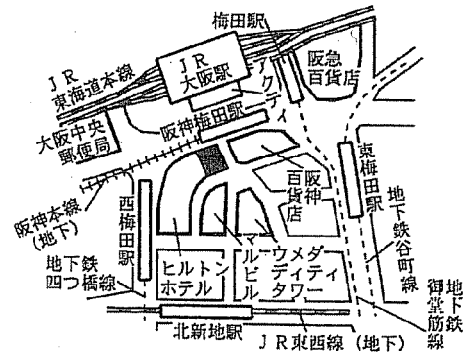 梅田駅
JR
東海道本線
JR
大阪駅
アクティ
阪急
百貨店
大阪中央
郵便局
阪神梅田駅
阪神本線
(地下)
西梅田駅
阪神
百貨店
東梅田駅
地下鉄谷町線
地下鉄
四つ橋線
ヒルトン
ホテル
マルビル
ウメダ
メディ
タワー
ダイ
ティ
北新地駅
JR東西線(地下)
地下鉄
御堂筋線